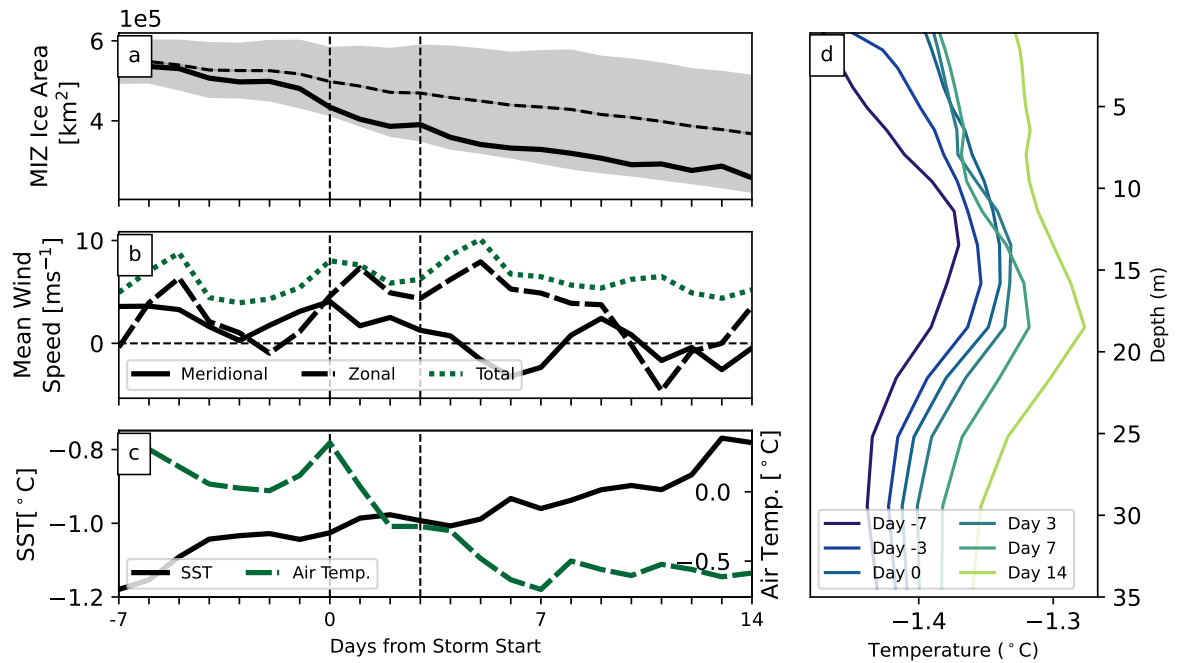 1e5
a
6
4
MIZ Ice Area
[km²]
b
10
0
Mean Wind
Speed [ms⁻¹]
Meridional Zonal Total
c
−0.8
−1.0
−1.2
SST[°C]
0.0
−0.5
Air Temp. [°C]
SST Air Temp.
-7 0 7 14
Days from Storm Start
d
5
10
15
20
25
30
35
Depth (m)
Day -7 Day 3
Day -3 Day 7
Day 0 Day 14
−1.4 −1.3
Temperature (°C)